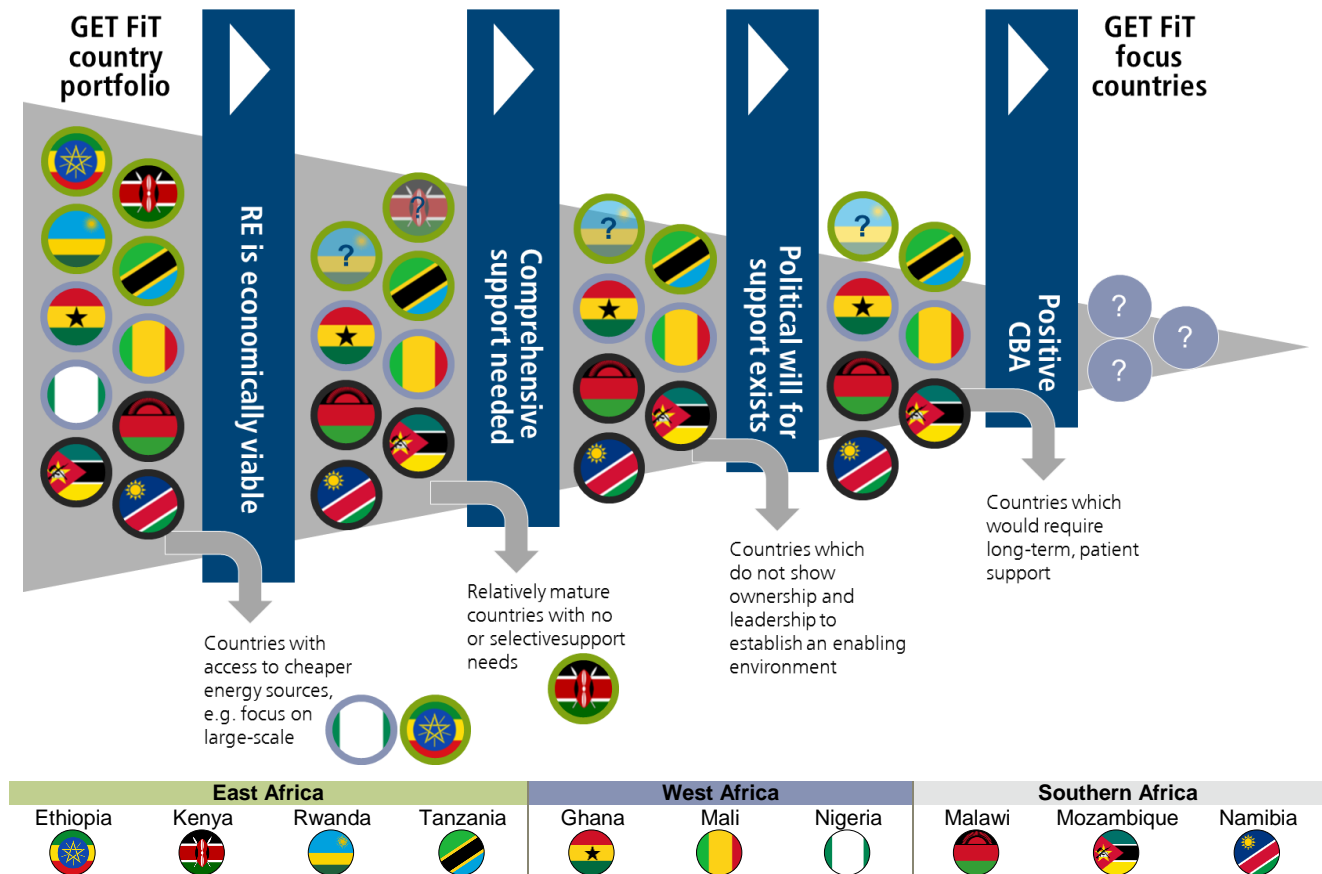 GET FiT
country
portfolio
GET FiT
focus
countries
RE is economically viable
Comprehensive
support needed
Political will for
support exists
Positive
CBA
?
?
?
?
?
?
?
Countries with
access to cheaper
energy sources,
e.g. focus on
large-scale
Relatively mature
countries with no
or selectivesupport
needs
Countries which
do not show
ownership and
leadership to
establish an enabling
environment
Countries which
would require
long-term, patient
support
East Africa
West Africa
Southern Africa
Ethiopia
Kenya
Rwanda
Tanzania
Ghana
Mali
Nigeria
Malawi
Mozambique
Namibia